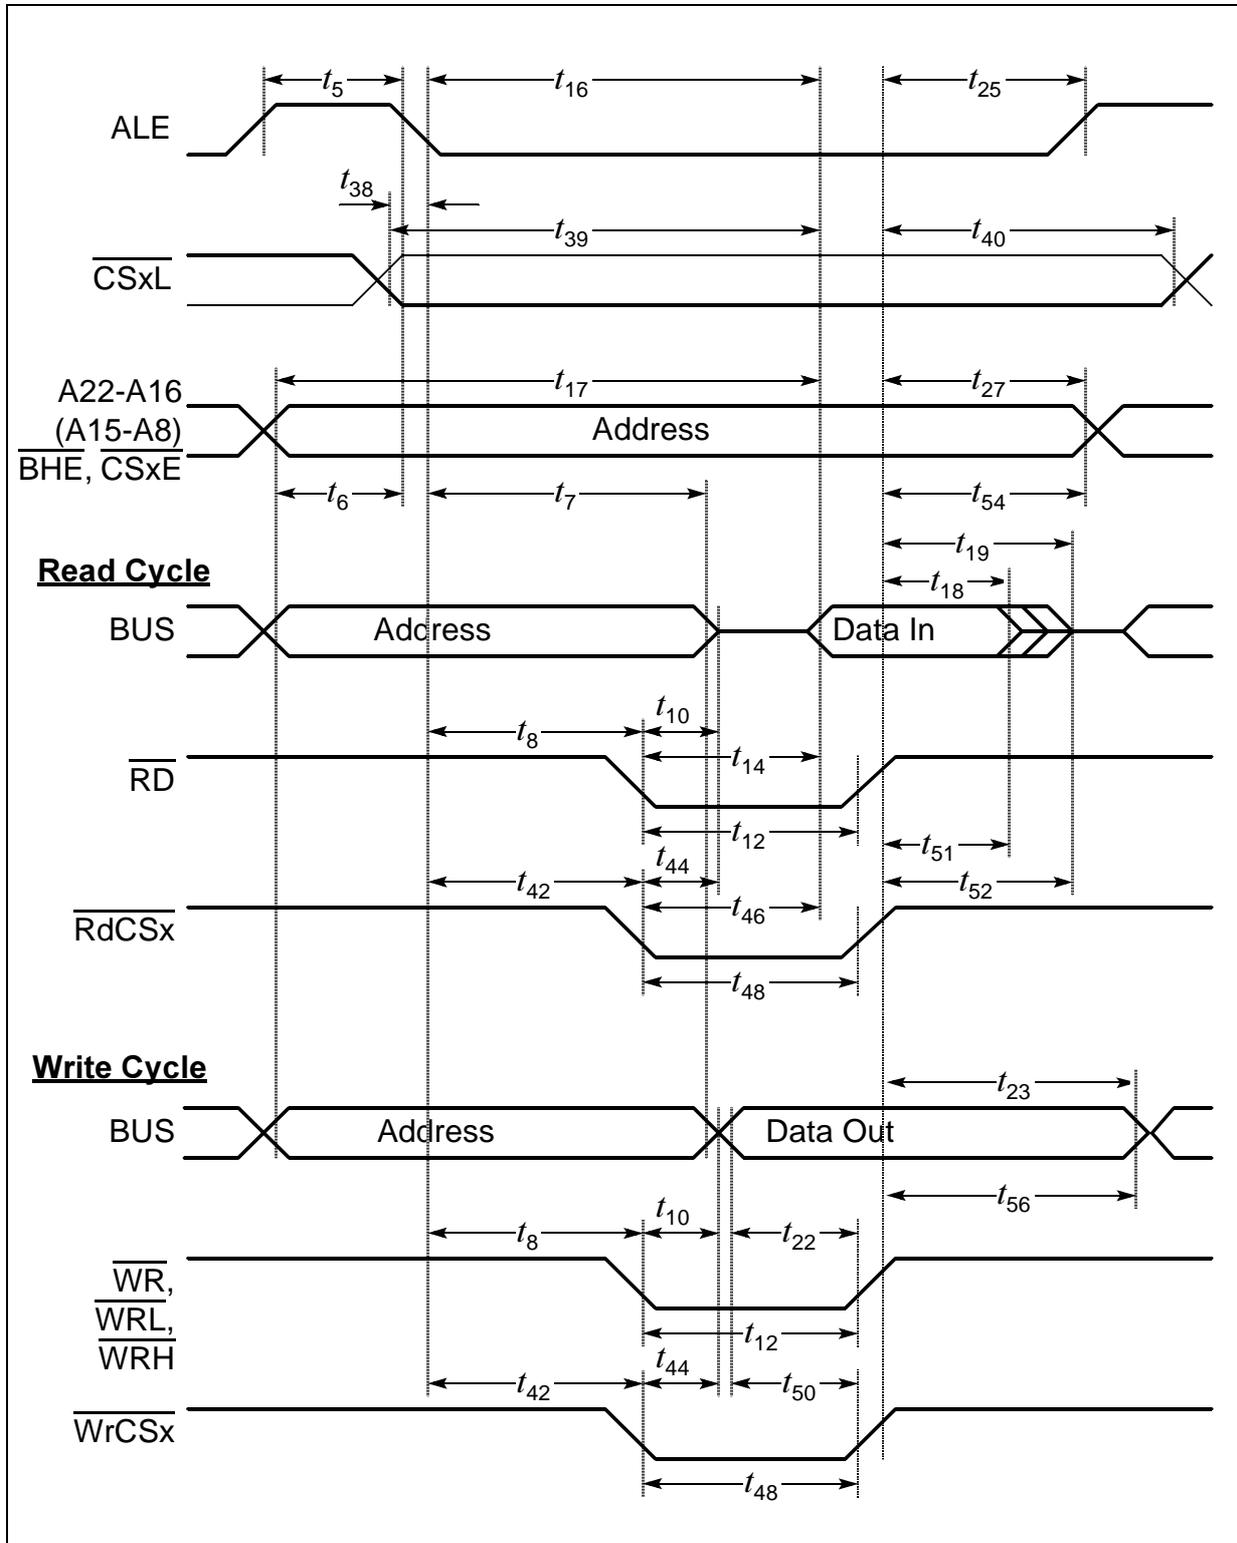 t5 t16 t25
ALE
t38
t39 t40
CSxL
t17 t27
A22-A16
(A15-A8)
Address
BHE, CSxE
t6 t7 t54
t19
Read Cycle
t18
BUS Address Data In
t10
t8
t14
RD
t12
t51
t44
t42 t52
t46
RdCSx
t48
Write Cycle
t23
BUS Address Data Out
t56
t10
t8 t22
WR,
WRL,
t12
WRH
t44
t42 t50
WrCSx
t48